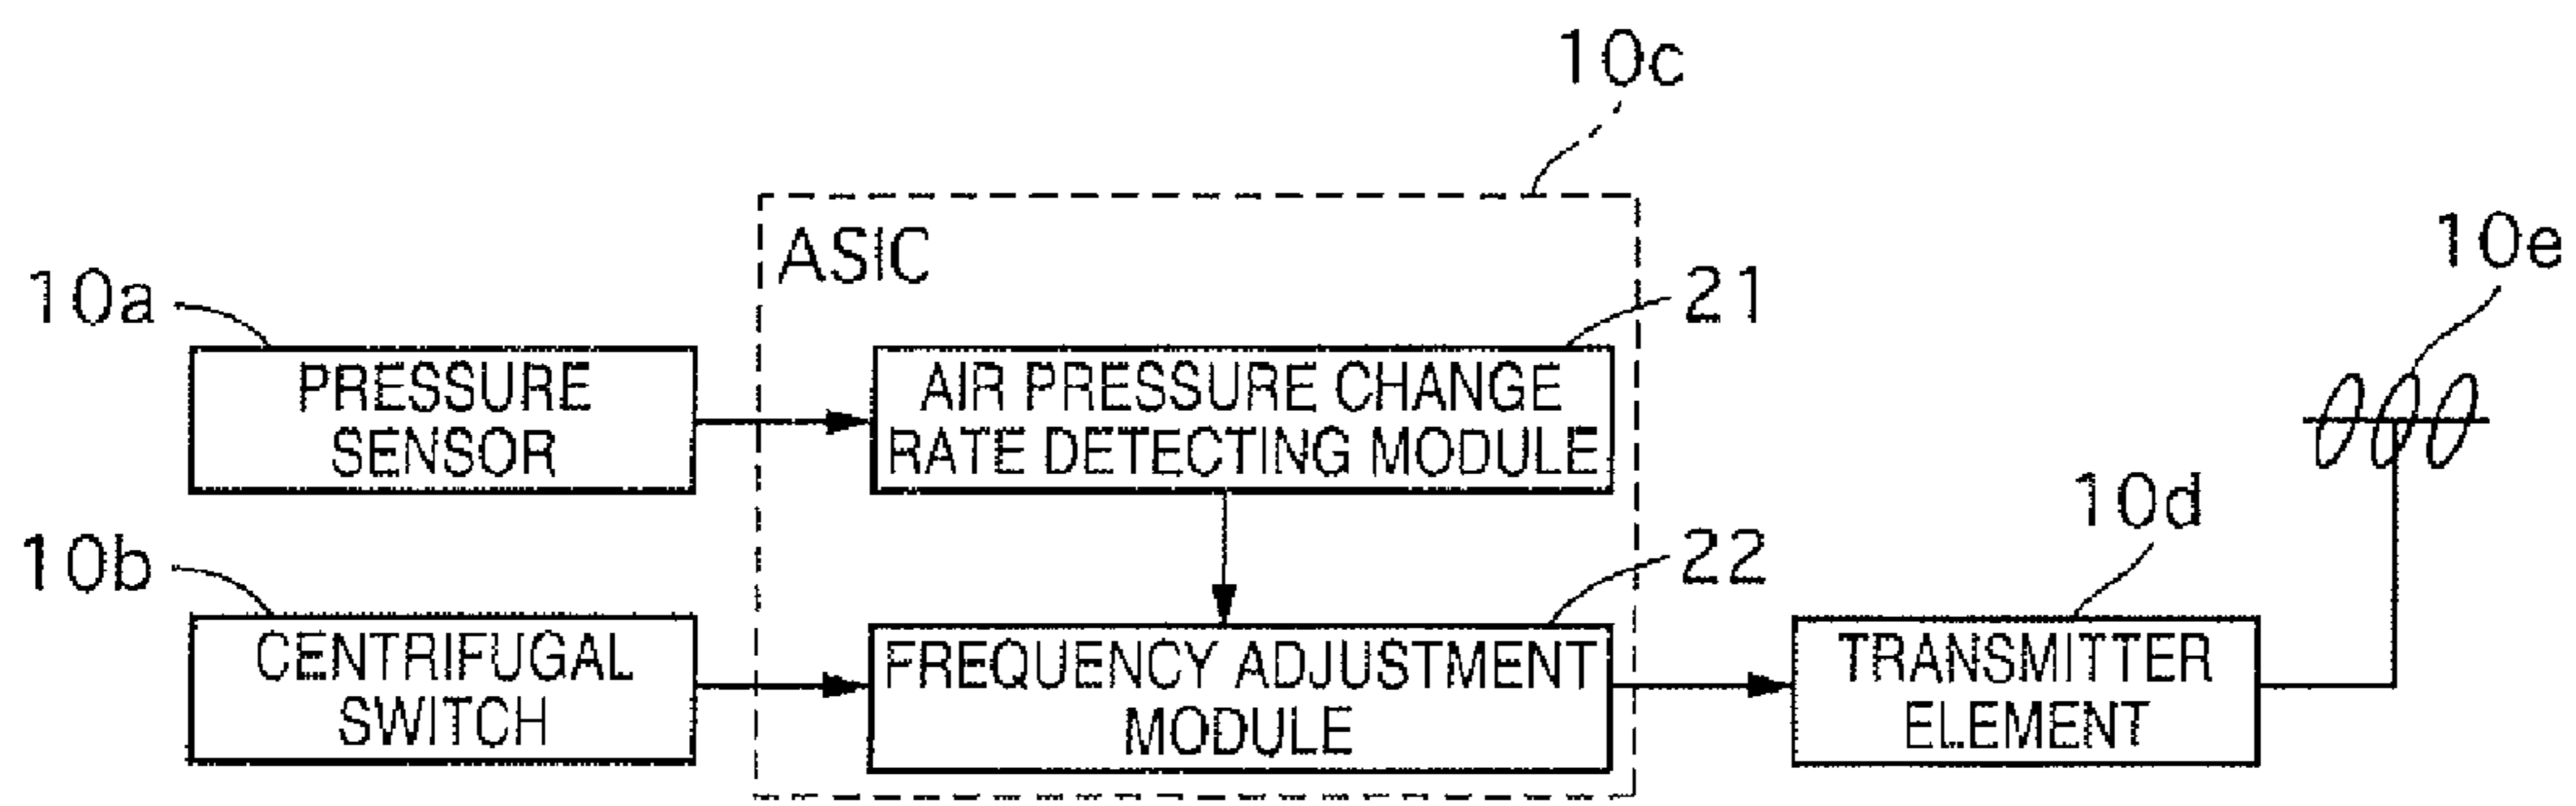 10c
ASIC
10e
10a
21
PRESSURE
SENSOR
AIR PRESSURE CHANGE
RATE DETECTING MODULE
10d
10b
22
CENTRIFUGAL
SWITCH
FREQUENCY ADJUSTMENT
MODULE
TRANSMITTER
ELEMENT